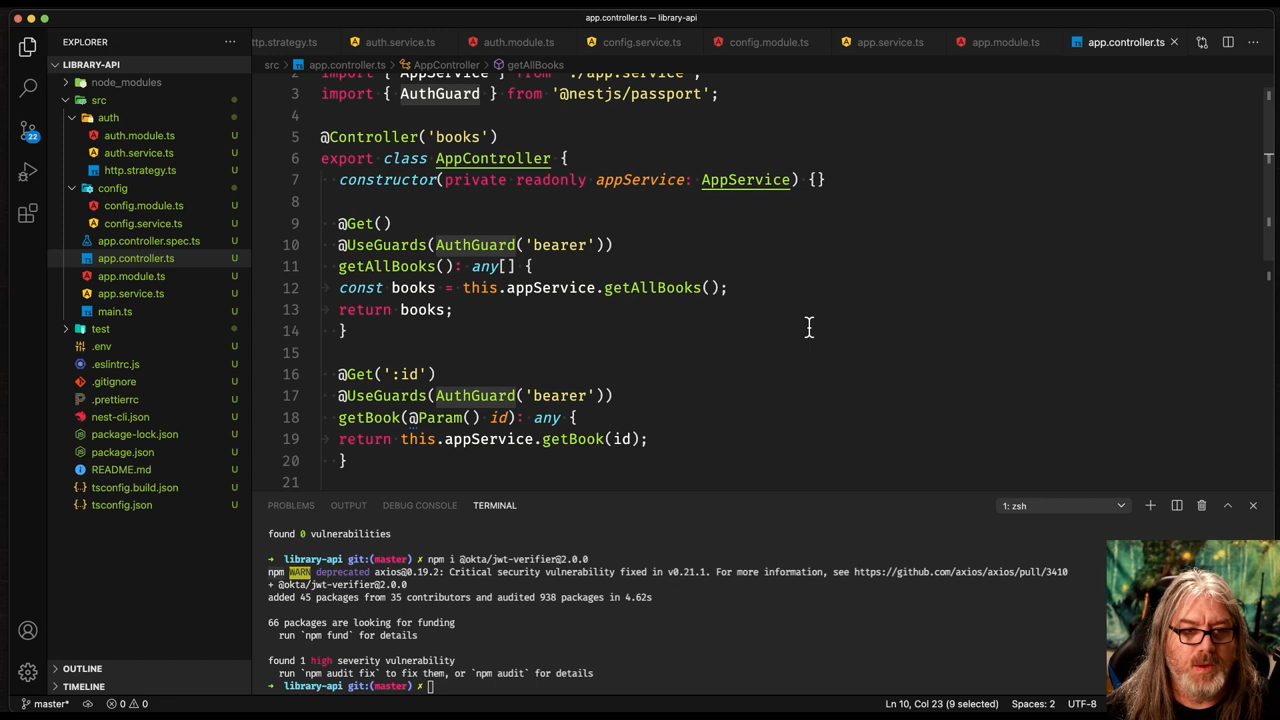 app.controller.ts — library-api
EXPLORER
ttp.strategy.ts auth.service.ts auth.module.ts config.service.ts config.module.ts app.service.ts app.module.ts app.controller.ts
LIBRARY-API
src > app.controller.ts > AppController > getAllBooks
node_modules
src
auth
auth.module.ts U
auth.service.ts U
http.strategy.ts U
config
config.module.ts U
config.service.ts U
app.controller.spec.ts U
app.controller.ts U
app.module.ts U
app.service.ts U
main.ts U
test
.env U
.eslintrc.js U
.gitignore U
.prettierrc U
nest-cli.json U
package-lock.json U
package.json U
README.md U
tsconfig.build.json U
tsconfig.json U
OUTLINE
TIMELINE
22
2 import { AppService } from './app.service';
3 import { AuthGuard } from '@nestjs/passport';
4
5 @Controller('books')
6 export class AppController {
7 constructor(private readonly appService: AppService) {}
8
9 @Get()
10 @UseGuards(AuthGuard('bearer'))
11 getAllBooks(): any[] {
12 const books = this.appService.getAllBooks();
13 return books;
14 }
15
16 @Get(':id')
17 @UseGuards(AuthGuard('bearer'))
18 getBook(@Param() id): any {
19 return this.appService.getBook(id);
20 }
21
PROBLEMS OUTPUT DEBUG CONSOLE TERMINAL 1: zsh
found 0 vulnerabilities
→ library-api git:(master) ✗ npm i @okta/jwt-verifier@2.0.0
npm WARN deprecated axios@0.19.2: Critical security vulnerability fixed in v0.21.1. For more information, see https://github.com/axios/axios/pull/3410
+ @okta/jwt-verifier@2.0.0
added 45 packages from 35 contributors and audited 938 packages in 4.62s
66 packages are looking for funding
run `npm fund` for details
found 1 high severity vulnerability
run `npm audit fix` to fix them, or `npm audit` for details
→ library-api git:(master) ✗
master* 0 0 Ln 10, Col 23 (9 selected) Spaces: 2 UTF-8